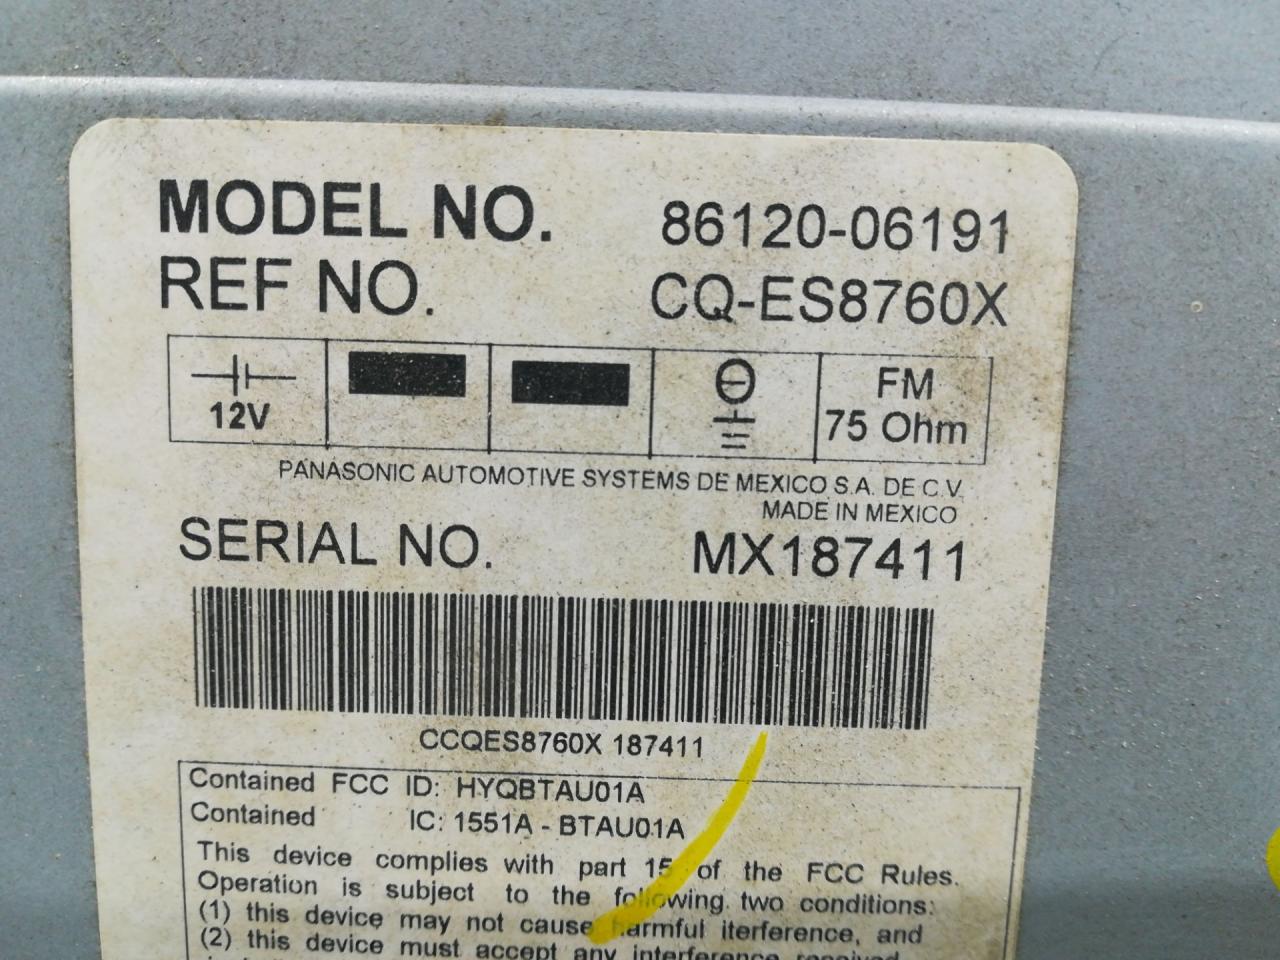 MODEL NO. 86120-06191
REF NO. CQ-ES8760X
12V
FM
75 Ohm
PANASONIC AUTOMOTIVE SYSTEMS DE MEXICO S.A. DE C.V.
MADE IN MEXICO
SERIAL NO. MX187411
CCQES8760X 187411
Contained FCC ID: HYQBTAU01A
Contained IC: 1551A - BTAU01A
This device complies with part 15 of the FCC Rules.
Operation is subject to the following two conditions:
(1) this device may not cause harmful iterference, and
(2) this device must accept any interference received